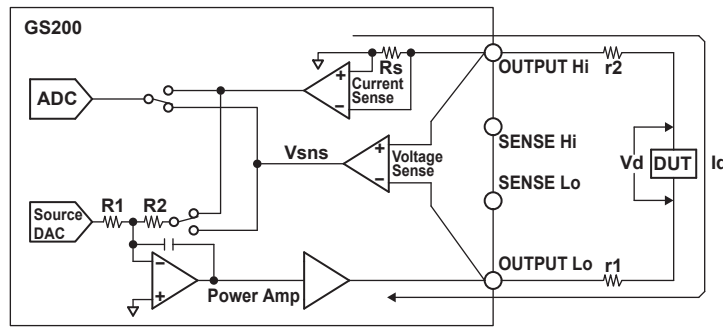 GS200
Rs
OUTPUT Hi
r2
Current
Sense
ADC
SENSE Hi
Vsns
Voltage
Sense
Vd
DUT
Id
SENSE Lo
Source
DAC
R1
R2
OUTPUT Lo
r1
Power Amp